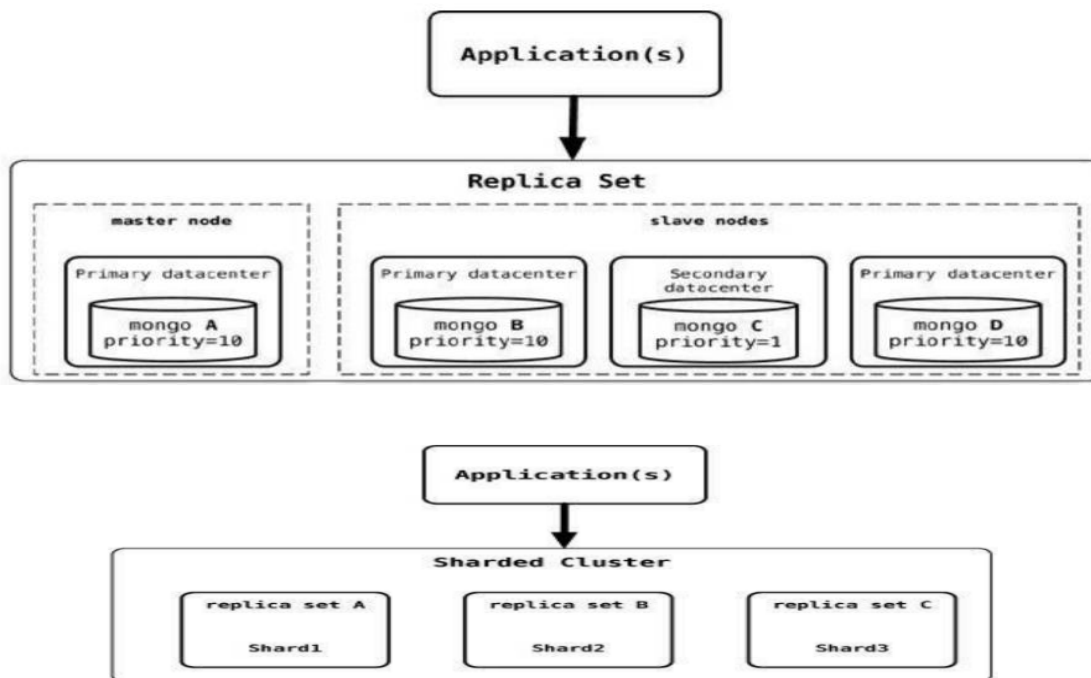 Application(s)
Replica Set
master node
slave nodes
Primary datacenter
mongo A
priority=10
Primary datacenter
mongo B
priority=10
Secondary
datacenter
mongo C
priority=1
Primary datacenter
mongo D
priority=10
Application(s)
Sharded Cluster
replica set A
Shard1
replica set B
Shard2
replica set C
Shard3